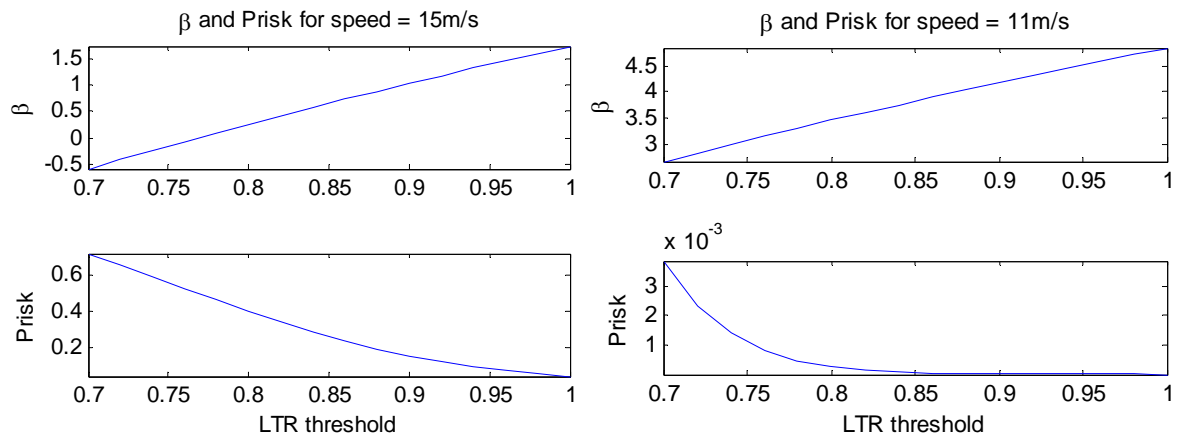 β and Prisk for speed = 15m/s
β
1.5
1
0.5
0
-0.5
0.7 0.75 0.8 0.85 0.9 0.95 1
Prisk
0.6
0.4
0.2
0.7 0.75 0.8 0.85 0.9 0.95 1
LTR threshold
β and Prisk for speed = 11m/s
β
4.5
4
3.5
3
0.7 0.75 0.8 0.85 0.9 0.95 1
x 10^-3
Prisk
3
2
1
0.7 0.75 0.8 0.85 0.9 0.95 1
LTR threshold